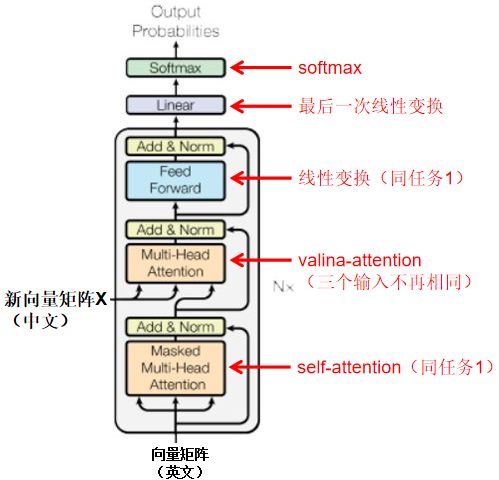 Output
Probabilities
Softmax
softmax
Linear
最后一次线性变换
Add & Norm
Feed
Forward
线性变换（同任务1）
Add & Norm
Multi-Head
Attention
valina-attention
（三个输入不再相同）
N×
新向量矩阵X
（中文）
Add & Norm
Masked
Multi-Head
Attention
self-attention（同任务1）
向量矩阵
（英文）